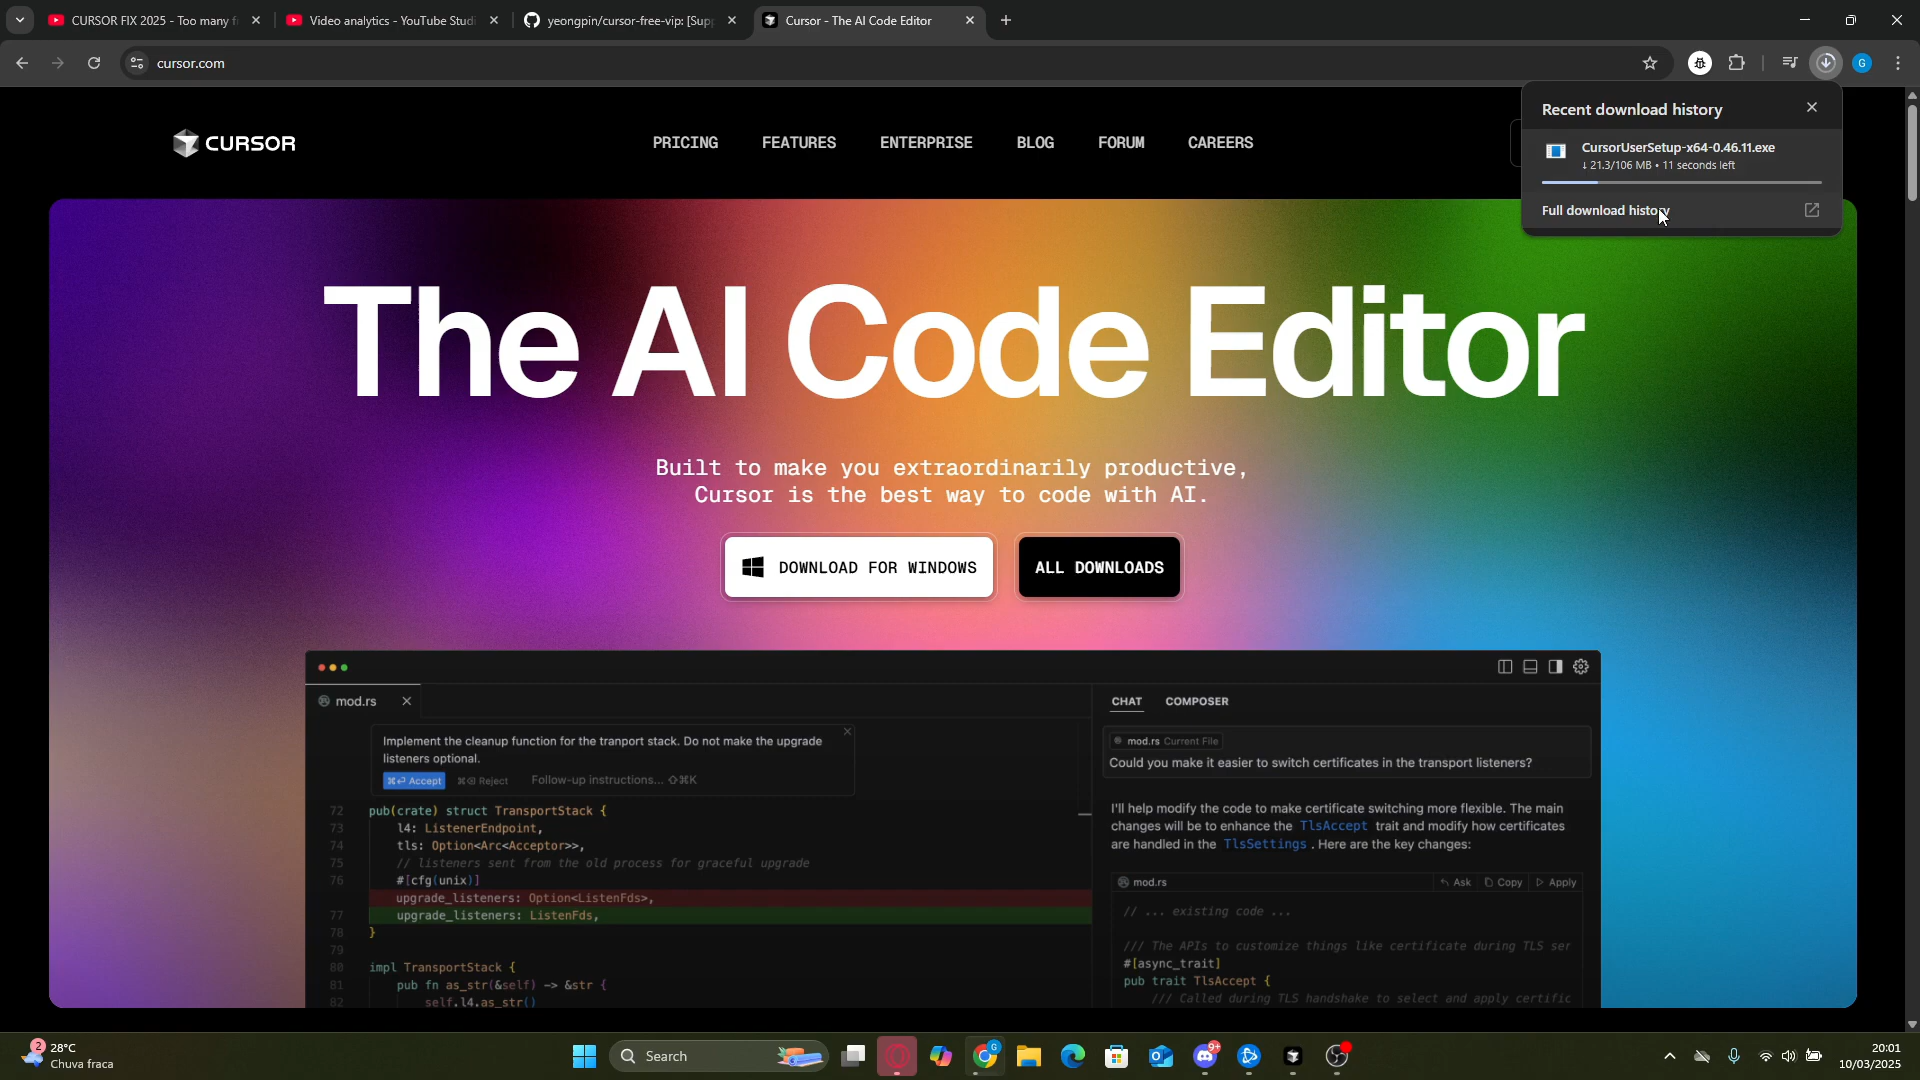 CURSOR FIX 2025 - Too many f
Video analytics - YouTube Studi
yeongpin/cursor-free-vip: [Supp
Cursor - The AI Code Editor
cursor.com
G
Recent download history
CursorUserSetup-x64-0.46.11.exe
↓ 21.3/106 MB • 11 seconds left
Full download history
CURSOR
PRICING
FEATURES
ENTERPRISE
BLOG
FORUM
CAREERS
The AI Code Editor
Built to make you extraordinarily productive,
Cursor is the best way to code with AI.
DOWNLOAD FOR WINDOWS
ALL DOWNLOADS
mod.rs
Implement the cleanup function for the tranport stack. Do not make the upgrade
listeners optional.
⌘⏎ Accept
⌘⌫ Reject
Follow-up instructions... ⇧⌘K
72 pub(crate) struct TransportStack {
73 l4: ListenerEndpoint,
74 tls: Option<Arc<Acceptor>>,
75 // listeners sent from the old process for graceful upgrade
76 #[cfg(unix)]
upgrade_listeners: Option<ListenFds>,
77 upgrade_listeners: ListenFds,
78 }
79
80 impl TransportStack {
81 pub fn as_str(&self) -> &str {
82 self.l4.as_str()
CHAT
COMPOSER
mod.rs Current File
Could you make it easier to switch certificates in the transport listeners?
I'll help modify the code to make certificate switching more flexible. The main
changes will be to enhance the TlsAccept trait and modify how certificates
are handled in the TlsSettings . Here are the key changes:
mod.rs
Ask
Copy
Apply
// ... existing code ...
/// The APIs to customize things like certificate during TLS ser
#[async_trait]
pub trait TlsAccept {
/// Called during TLS handshake to select and apply certific
2
28°C
Chuva fraca
Search
G
9+
20:01
10/03/2025